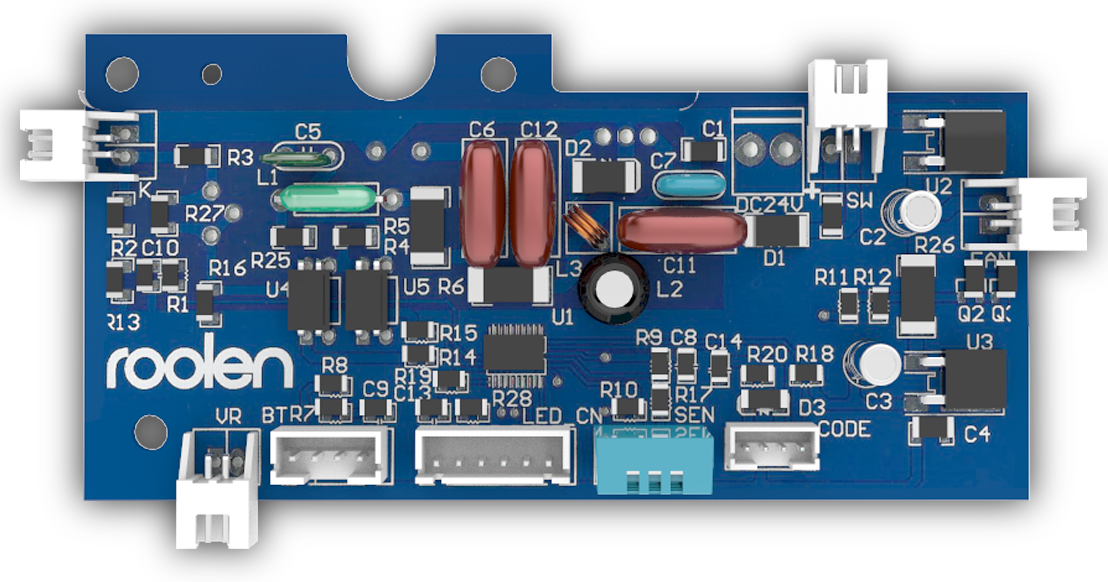 C5
C6 C12
D2
C1
R3
L1
C7
U2
K
R27
R5
R4
DC24V
SW
C2
R26
R2 C10
R25
R16
L3
C11
D1
FAN
R1
U4
U5
R6
L2
R11 R12
R13
U1
Q2
R15
R14
R9 C8 C14
U3
roolen
R8
R19
R20 R18
C9
C13
R28
R10
R17
D3
C3
VR
BT
R7
LED
CN
SEN
CODE
C4